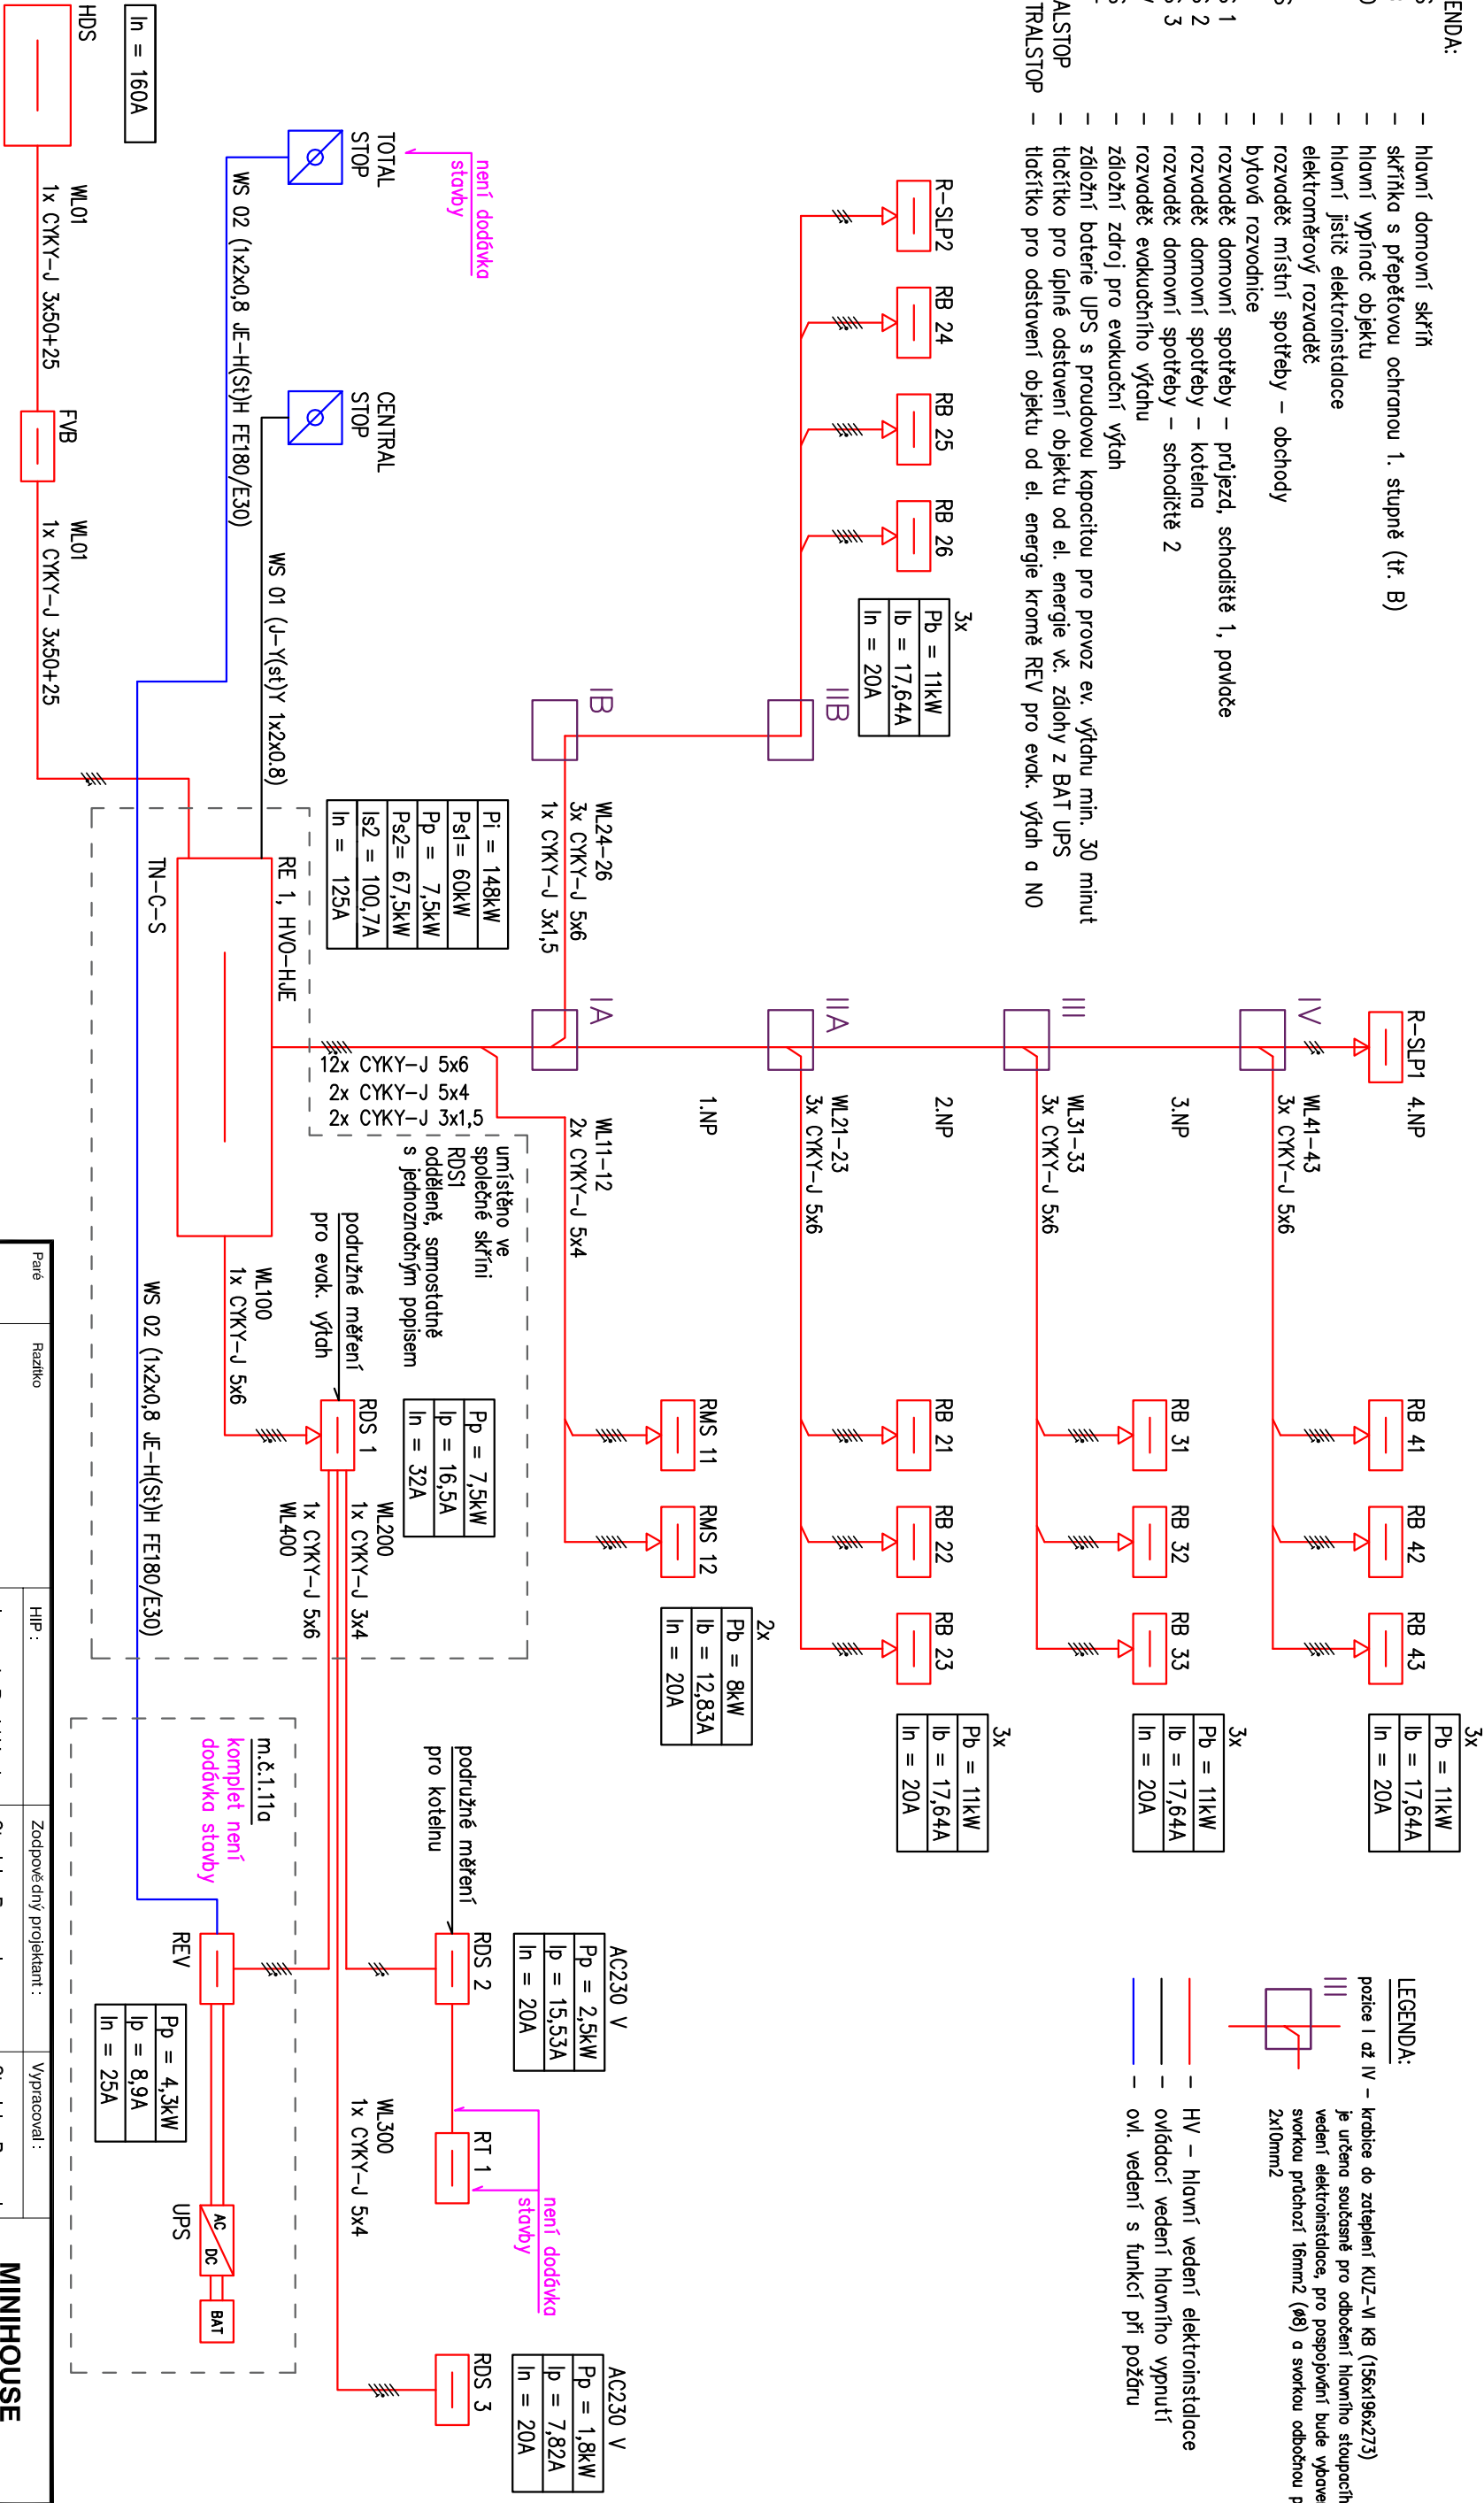 ENDA:
hlavní domovní skříň
skříňka s přepěťovou ochranou 1. stupně (tř. B)
hlavní vypínač objektu
hlavní jistič elektroinstalace
elektroměrový rozvaděč
rozvaděč místní spotřeby – obchody
bytová rozvodnice
1 – rozvaděč domovní spotřeby – průjezd, schodiště 1, pavlače
2 – rozvaděč domovní spotřeby – kotelna
3 – rozvaděč domovní spotřeby – schodiště 2
– rozvaděč evakuačního výtahu
– záložní zdroj pro evakuační výtah
– záložní baterie UPS s proudovou kapacitou pro provoz ev. výtahu min. 30 minut
ALSTOP – tlačítko pro úplné odstavení objektu od el. energie vč. zálohy z BAT UPS
TRALSTOP – tlačítko pro odstavení objektu od el. energie kromě REV pro evak. výtah a NO
LEGENDA:
pozice I až IV – krabice do zateplení KUZ–VI KB (156x196x273)
je určena současně pro odbočení hlavního stoupacíh
vedení elektroinstalace, pro pospojování bude vybave
svorkou průchozí 16mm2 (ø8) a svorkou odbočnou p
2x10mm2
III
– HV – hlavní vedení elektroinstalace
– ovládací vedení hlavního vypnutí
– ovl. vedení s funkcí při požáru
R–SLP1
4.NP
IV
WL41–43
3x CYKY–J 5x6
RB 41
RB 42
RB 43
3x
Pb = 11kW
Ib = 17,64A
In = 20A
3.NP
III
WL31–33
3x CYKY–J 5x6
RB 31
RB 32
RB 33
3x
Pb = 11kW
Ib = 17,64A
In = 20A
R–SLP2
RB 24
RB 25
RB 26
3x
Pb = 11kW
Ib = 17,64A
In = 20A
IIB
IIA
2.NP
WL21–23
3x CYKY–J 5x6
RB 21
RB 22
RB 23
3x
Pb = 11kW
Ib = 17,64A
In = 20A
1.NP
IB
WL24–26
3x CYKY–J 5x6
1x CYKY–J 3x1,5
IA
WL11–12
2x CYKY–J 5x4
RMS 11
RMS 12
2x
Pb = 8kW
Ib = 12,83A
In = 20A
není dodávka
stavby
TOTAL
STOP
CENTRAL
STOP
Pi = 148kW
Ps1= 60kW
Pp = 7,5kW
Ps2= 67,5kW
Is2 = 100,7A
In = 125A
12x CYKY–J 5x6
2x CYKY–J 5x4
2x CYKY–J 3x1,5
umístěno ve
společné skříni
RDS1
odděleně, samostatně
s jednoznačným popisem
podružné měření
pro evak. výtah
Pp = 7,5kW
Ip = 16,5A
In = 32A
RDS 1
WL200
1x CYKY–J 3x4
1x CYKY–J 5x6
WL400
AC230 V
Pp = 2,5kW
Ip = 15,53A
In = 20A
podružné měření
pro kotelnu
RDS 2
RT 1
není dodávka
stavby
WL300
1x CYKY–J 5x4
AC230 V
Pp = 1,8kW
Ip = 7,82A
In = 20A
RDS 3
WS 01 (J–Y(st)Y 1x2x0.8)
WS 02 (1x2x0,8 JE–H(St)H FE180/E30)
RE 1, HVO–HJE
TN–C–S
WL100
1x CYKY–J 5x6
WS 02 (1x2x0,8 JE–H(St)H FE180/E30)
m.č.1.11a
komplet není
dodávka stavby
REV
Pp = 4,3kW
Ip = 8,9A
In = 25A
AC
DC
UPS
BAT
In = 160A
HDS
WL01
1x CYKY–J 3x50+25
FVB
WL01
1x CYKY–J 3x50+25
Paré
Razítko
HIP :
Zodpovědný projektant :
Vypracoval :
MINIHOUSE